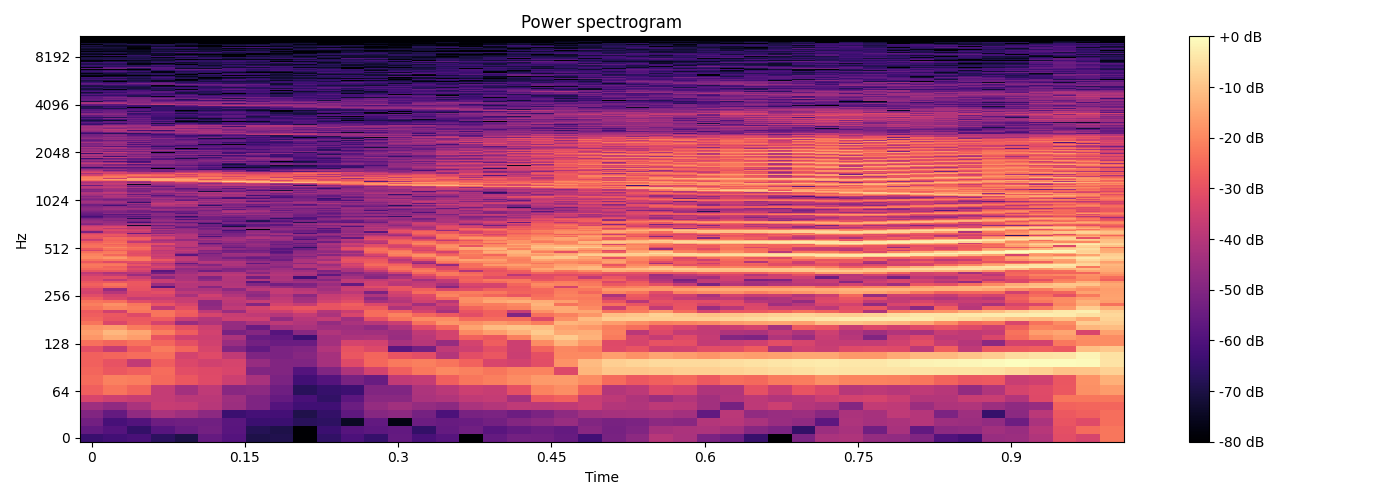 Power spectrogram
Hz
8192
4096
2048
1024
512
256
128
64
0
0 0.15 0.3 0.45 0.6 0.75 0.9
Time
+0 dB
-10 dB
-20 dB
-30 dB
-40 dB
-50 dB
-60 dB
-70 dB
-80 dB